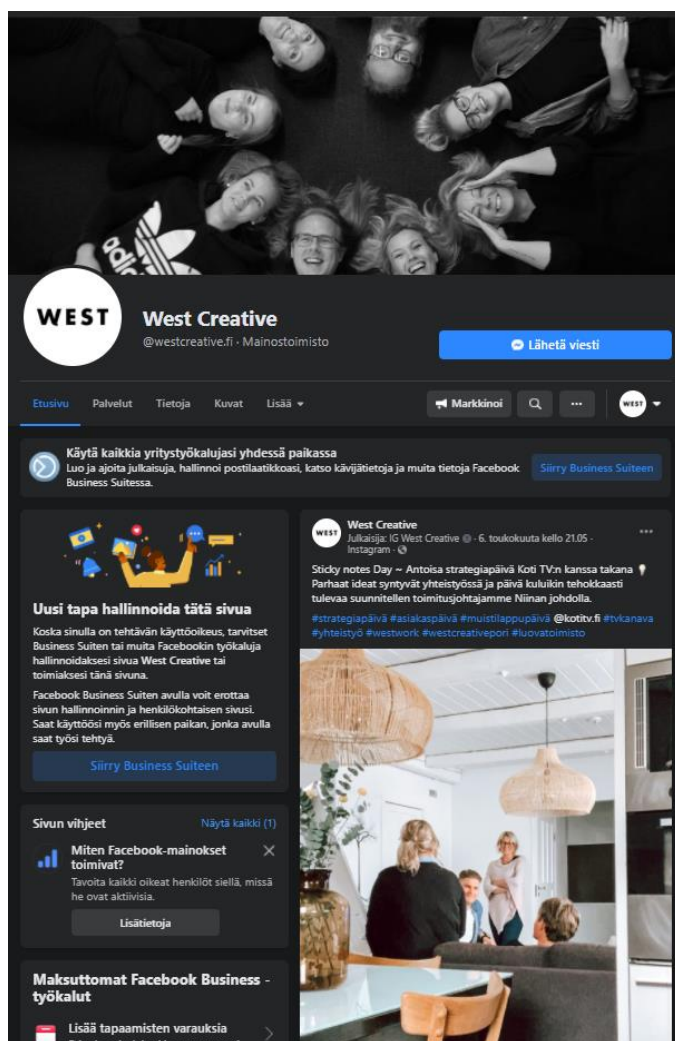 adidas
WEST
West Creative
@westcreative.fi · Mainostoimisto
Lähetä viesti
Etusivu
Palvelut
Tietoja
Kuvat
Lisää
Markkinoi
WEST
Käytä kaikkia yritystyökalujasi yhdessä paikassa
Luo ja ajoita julkaisuja, hallinnoi postilaatikkoasi, katso kävijätietoja ja muita tietoja Facebook
Business Suitessa.
Siirry Business Suiteen
Uusi tapa hallinnoida tätä sivua
Koska sinulla on tehtävän käyttöoikeus, tarvitset
Business Suiten tai muita Facebookin työkaluja
hallinnoidaksesi sivua West Creative tai
toimiaksesi tänä sivuna.
Facebook Business Suiten avulla voit erottaa
sivun hallinnoinnin ja henkilökohtaisen sivusi.
Saat käyttöösi myös erillisen paikan, jonka avulla
saat työsi tehtyä.
Siirry Business Suiteen
Sivun vihjeet
Näytä kaikki (1)
Miten Facebook-mainokset
toimivat?
Tavoita kaikki oikeat henkilöt siellä, missä
he ovat aktiivisia.
Lisätietoja
Maksuttomat Facebook Business -
työkalut
Lisää tapaamisten varauksia
WEST
West Creative
Julkaisija: IG West Creative · 6. toukokuuta kello 21.05 ·
Instagram ·
Sticky notes Day ~ Antoisa strategiapäivä Koti TV:n kanssa takana
Parhaat ideat syntyvät yhteistyössä ja päivä kuluikin tehokkaasti
tulevaa suunnitellen toimitusjohtajamme Niinan johdolla.
#strategiapäivä #asiakaspäivä #muistilappupäivä @kotitv.fi #tvkanava
#yhteistyö #westwork #westcreativepori #luovatoimisto